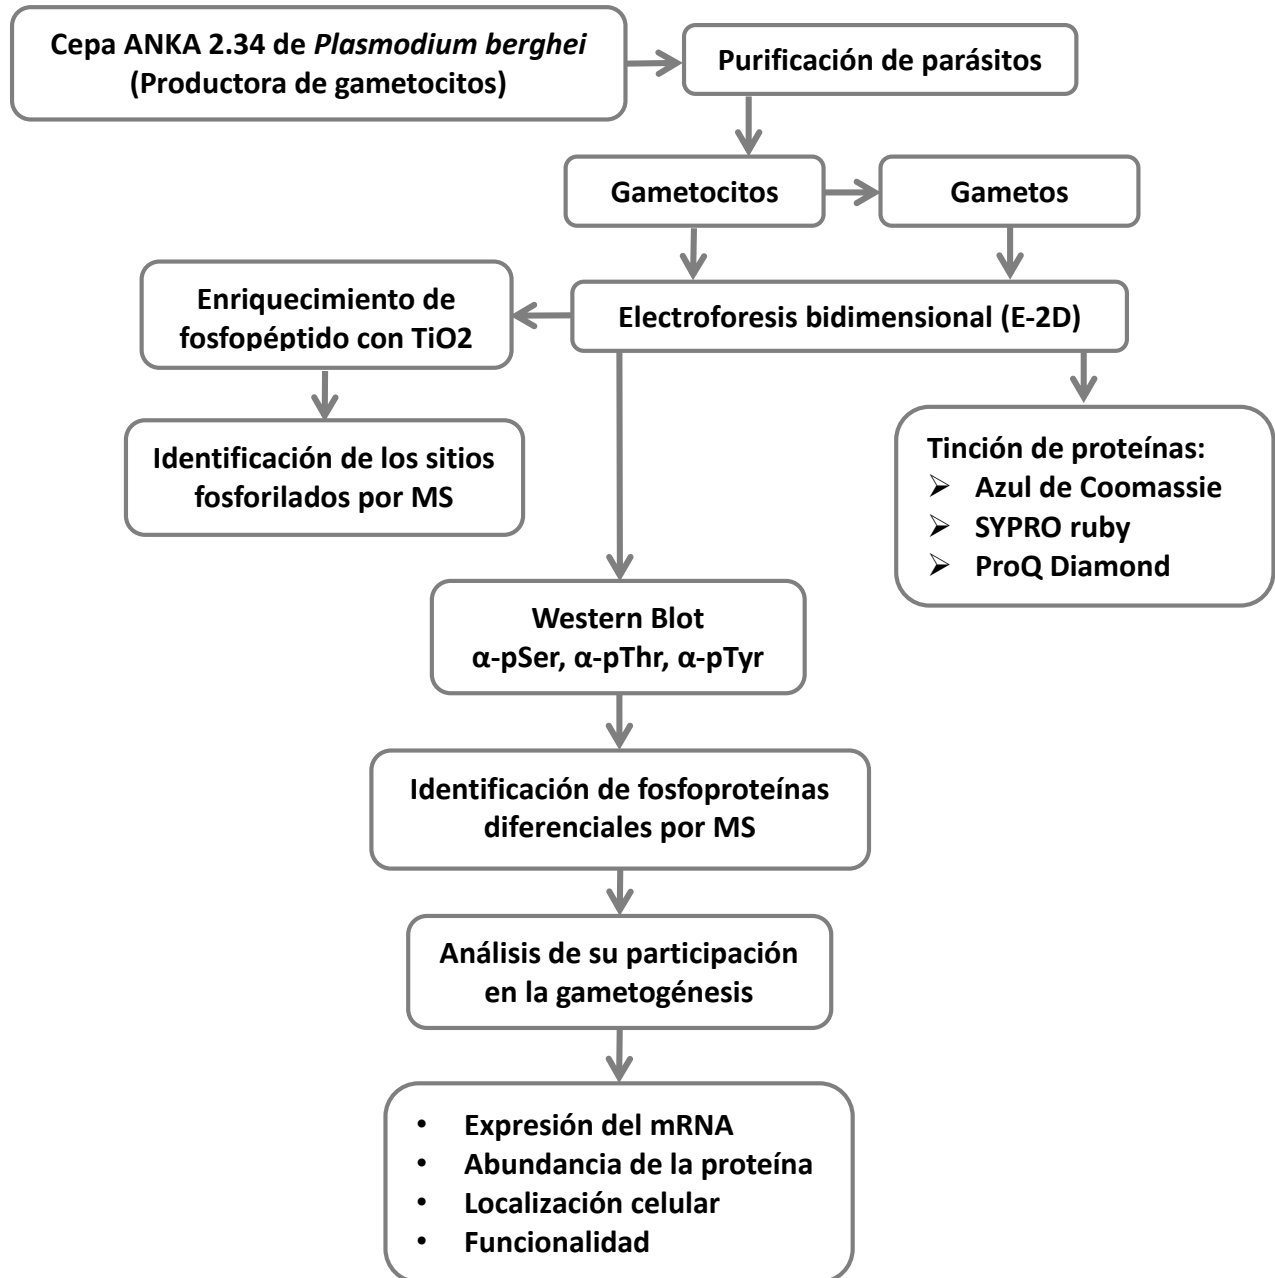 Cepa ANKA 2.34 de Plasmodium berghei
(Productora de gametocitos)
Purificación de parásitos
Gametocitos
Gametos
Electroforesis bidimensional (E-2D)
Enriquecimiento de
fosfopéptido con TiO2
Identificación de los sitios
fosforilados por MS
Tinción de proteínas:
➢ Azul de Coomassie
➢ SYPRO ruby
➢ ProQ Diamond
Western Blot
α-pSer, α-pThr, α-pTyr
Identificación de fosfoproteínas
diferenciales por MS
Análisis de su participación
en la gametogénesis
• Expresión del mRNA
• Abundancia de la proteína
• Localización celular
• Funcionalidad